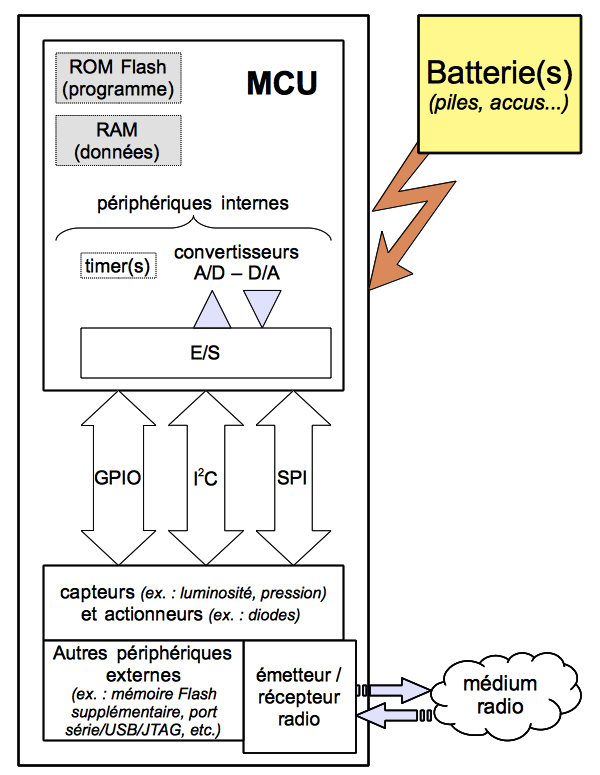 ROM Flash
(programme)
MCU
RAM
(données)
périphériques internes
timer(s)
convertisseurs
A/D – D/A
E/S
GPIO
I²C
SPI
capteurs (ex. : luminosité, pression)
et actionneurs (ex. : diodes)
Autres périphériques
externes
(ex. : mémoire Flash
supplémentaire, port
série/USB/JTAG, etc.)
émetteur /
récepteur
radio
Batterie(s)
(piles, accus...)
médium
radio